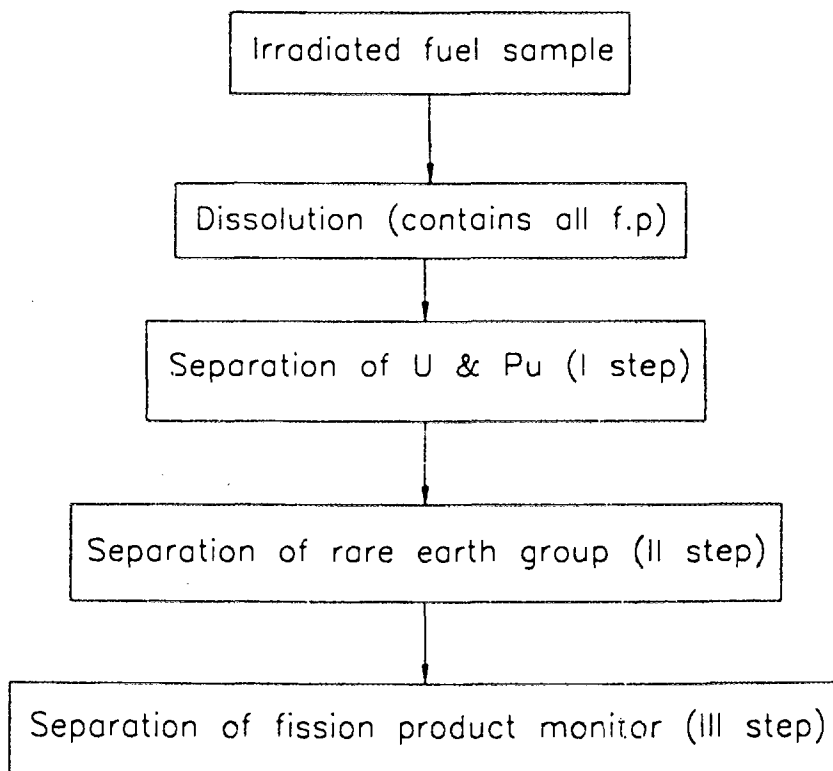 Irradiated fuel sample
Dissolution (contains all f.p)
Separation of U & Pu (I step)
Separation of rare earth group (II step)
Separation of fission product monitor (III step)